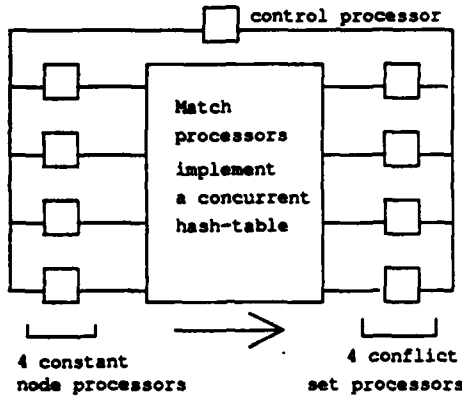 control processor
Match
processors
implement
a concurrent
hash-table
4 constant
node processors
4 conflict
set processors